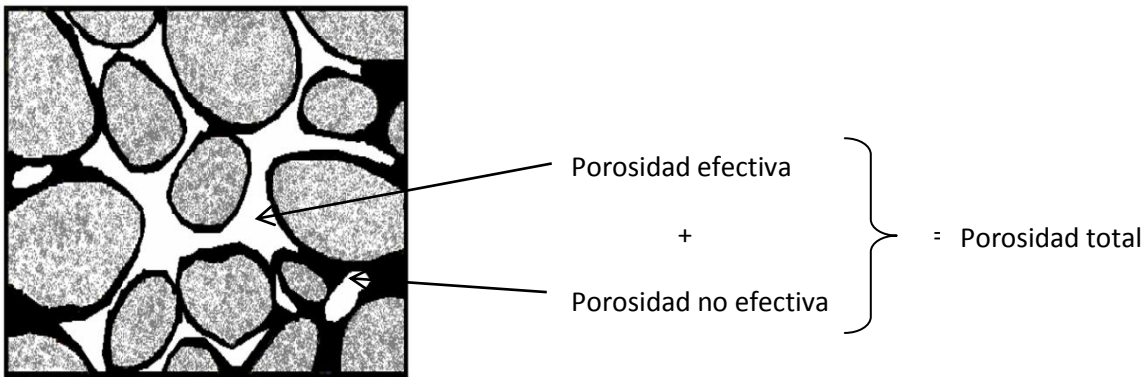 Porosidad efectiva
+
Porosidad no efectiva
= Porosidad total